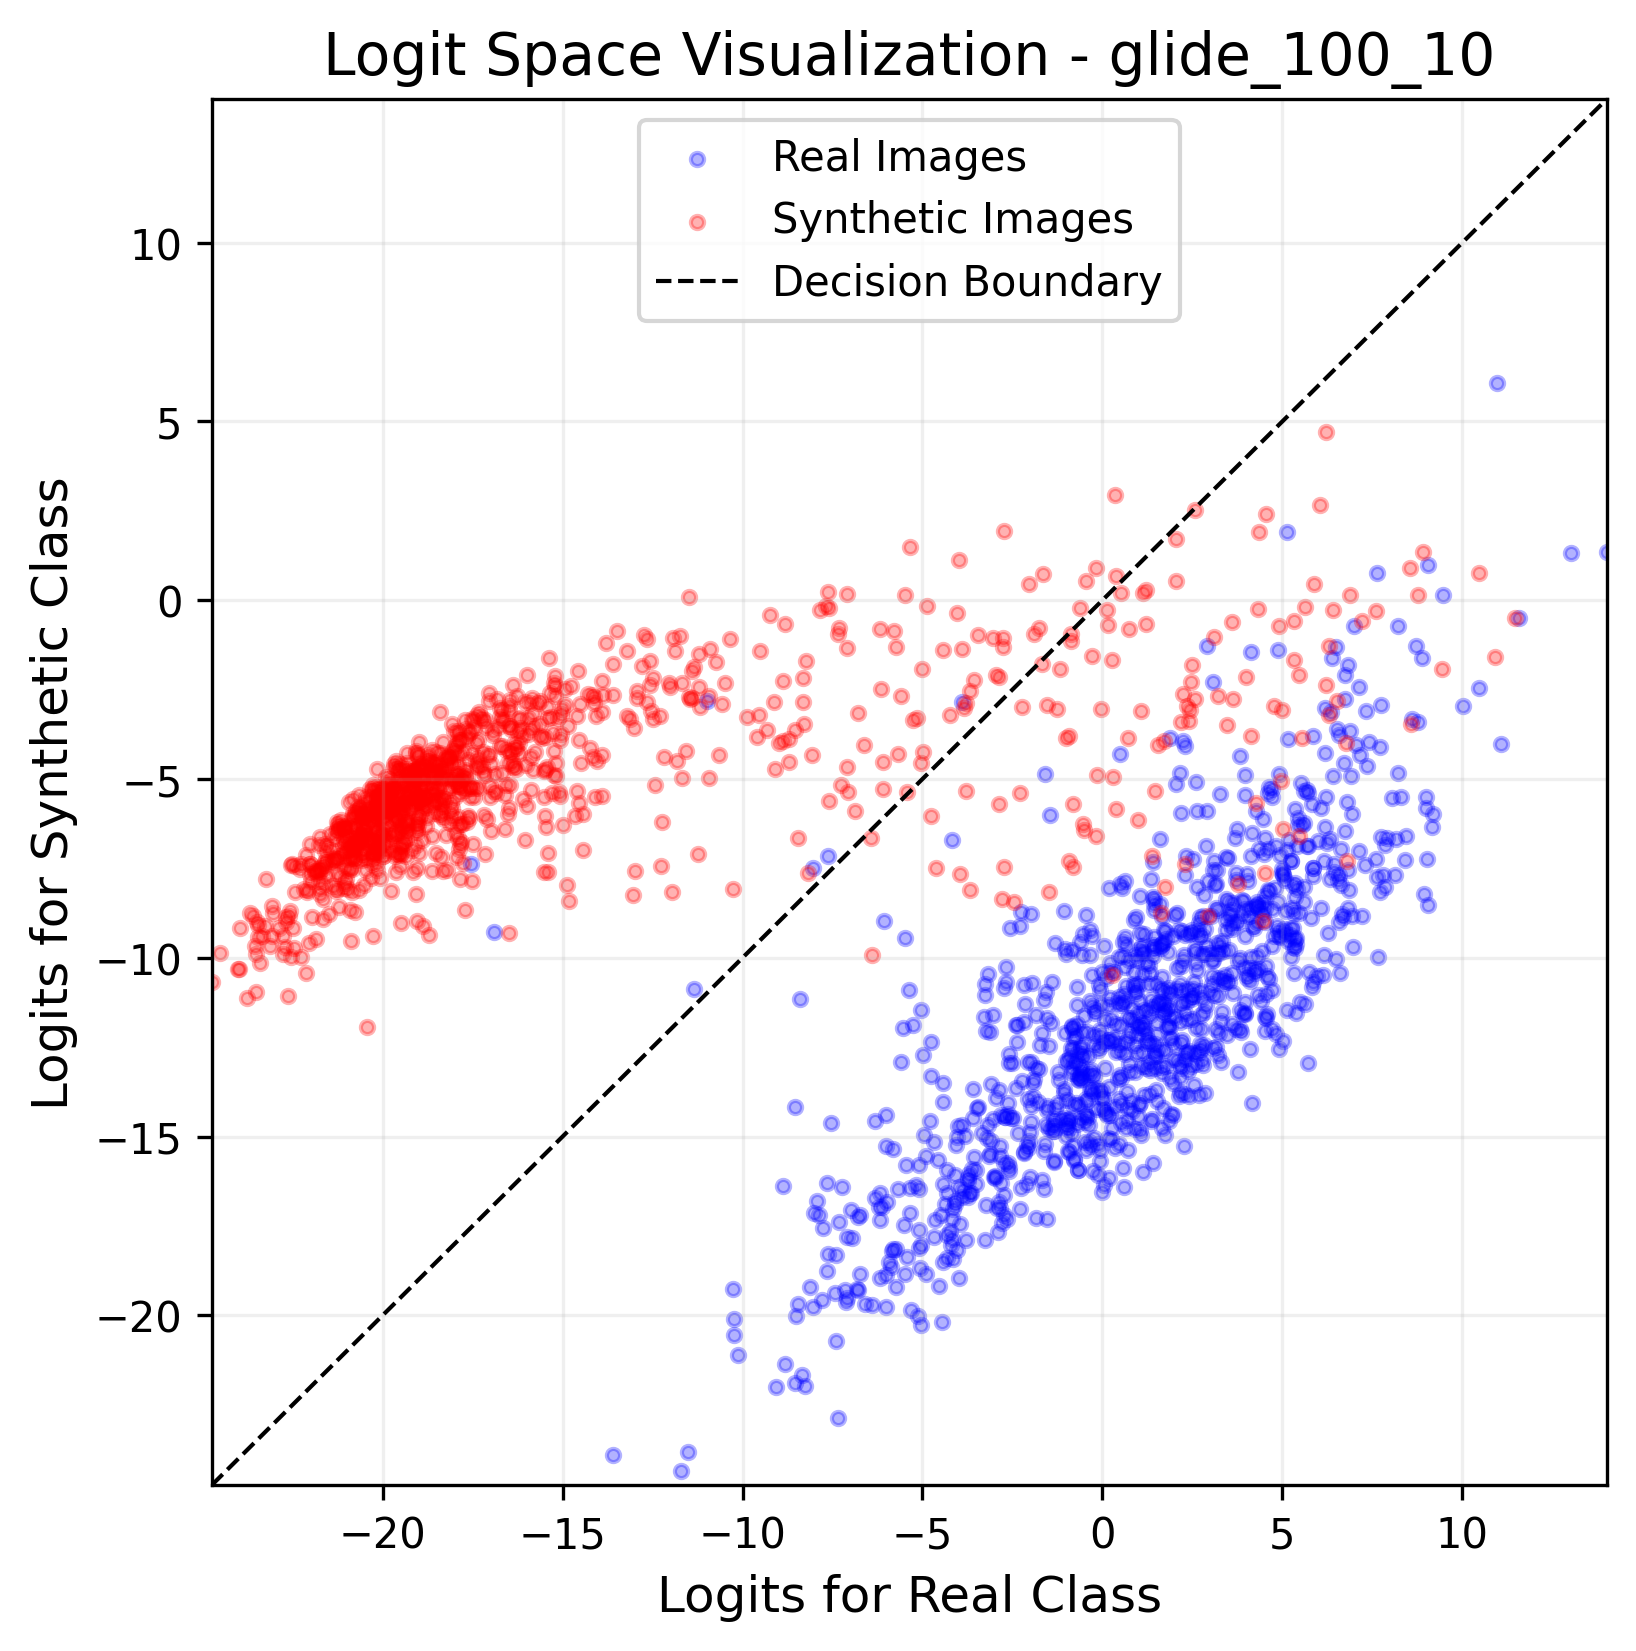 Logit Space Visualization - glide_100_10
Real Images
Synthetic Images
Decision Boundary
Logits for Synthetic Class
10
5
0
−5
−10
−15
−20
−20
−15
−10
−5
0
5
10
Logits for Real Class